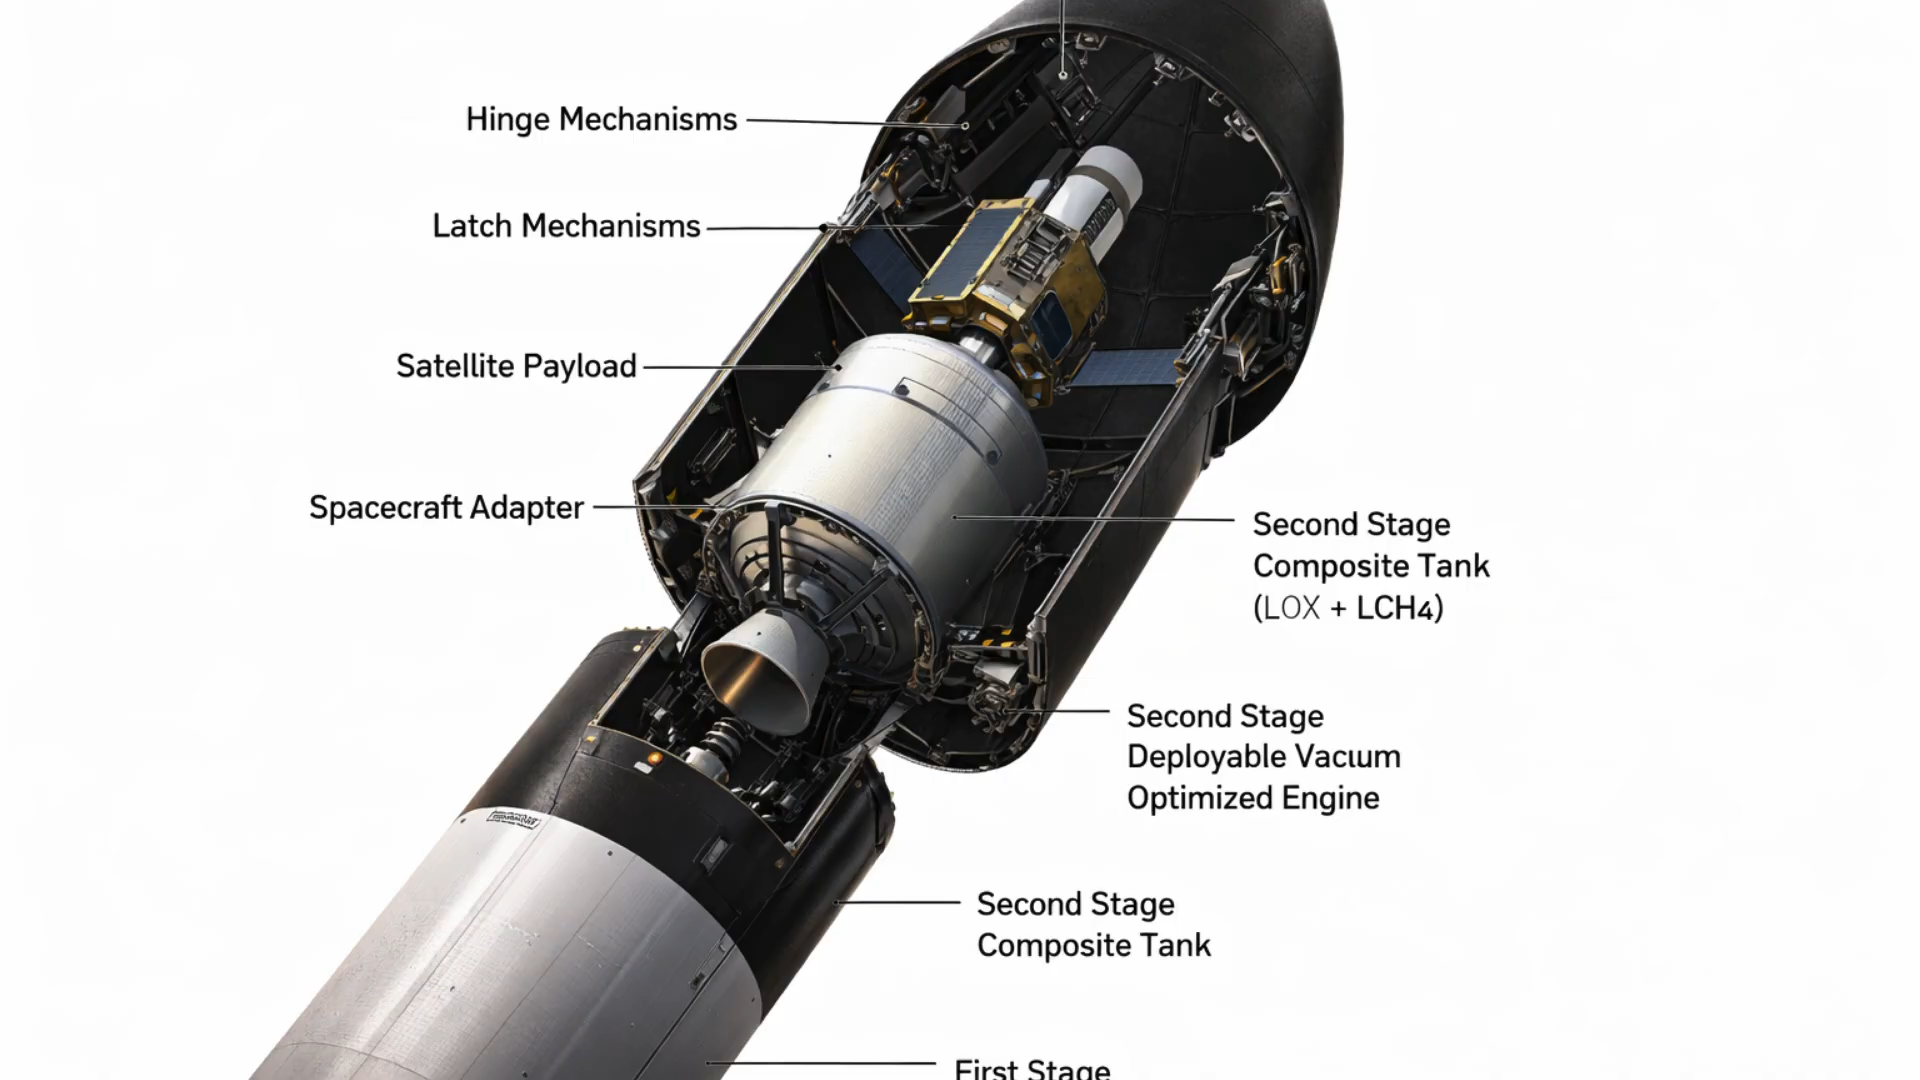 Hinge Mechanisms
Latch Mechanisms
Satellite Payload
Spacecraft Adapter
Second Stage
Composite Tank
(LOX + LCH4)
Second Stage
Deployable Vacuum
Optimized Engine
Second Stage
Composite Tank
First Stage